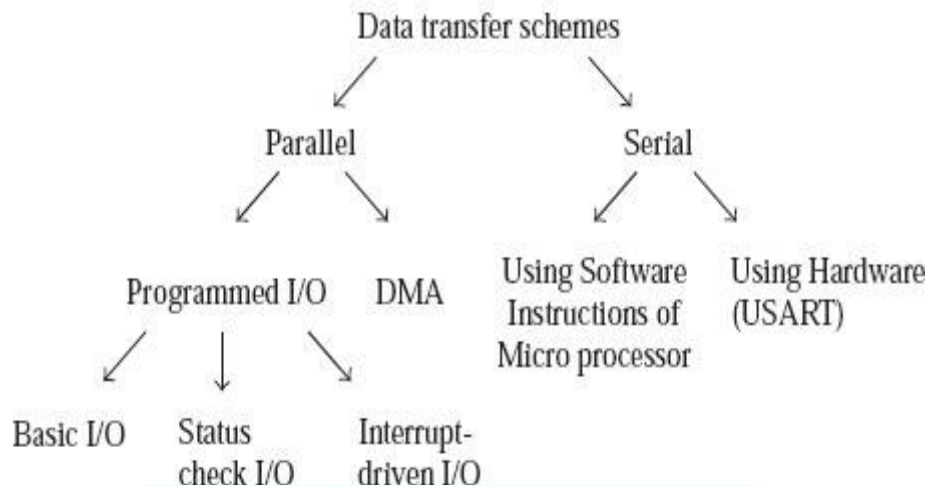 Data transfer schemes
Parallel
Serial
Programmed I/O
DMA
Using Software
Instructions of
Micro processor
Using Hardware
(USART)
Basic I/O
Status
check I/O
Interrupt-
driven I/O